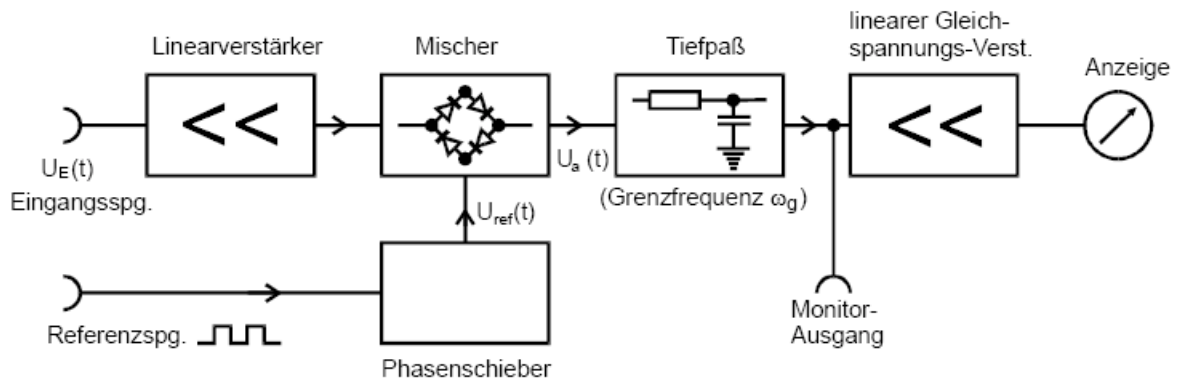 linearer Gleich-
spannungs-Verst.
Linearverstärker
Mischer
Tiefpaß
Anzeige
U_E(t)
Eingangsspg.
U_a (t)
(Grenzfrequenz ω_g)
U_ref(t)
Referenzspg.
Phasenschieber
Monitor-
Ausgang